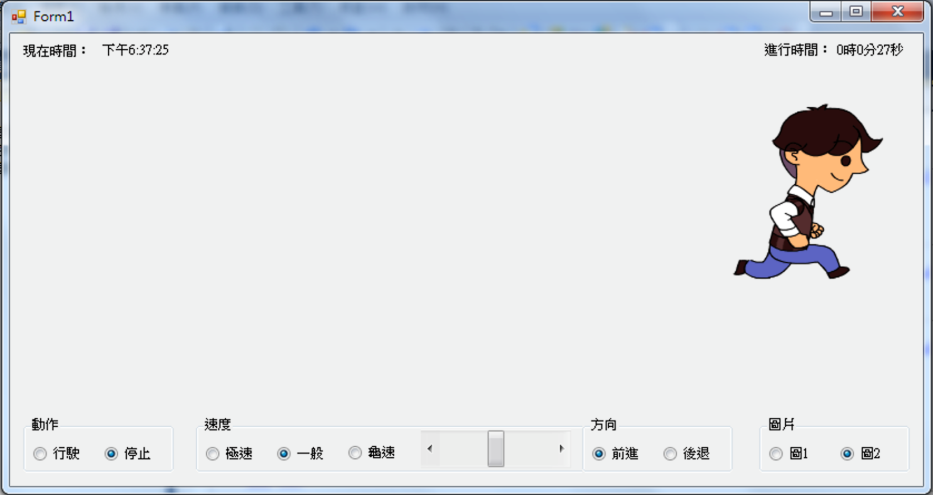 Form1
現在時間： 下午6:37:25 進行時間： 0時0分27秒
動作 速度 方向 圖片
行駛 停止 極速 一般 龜速 前進 後退 圖1 圖2